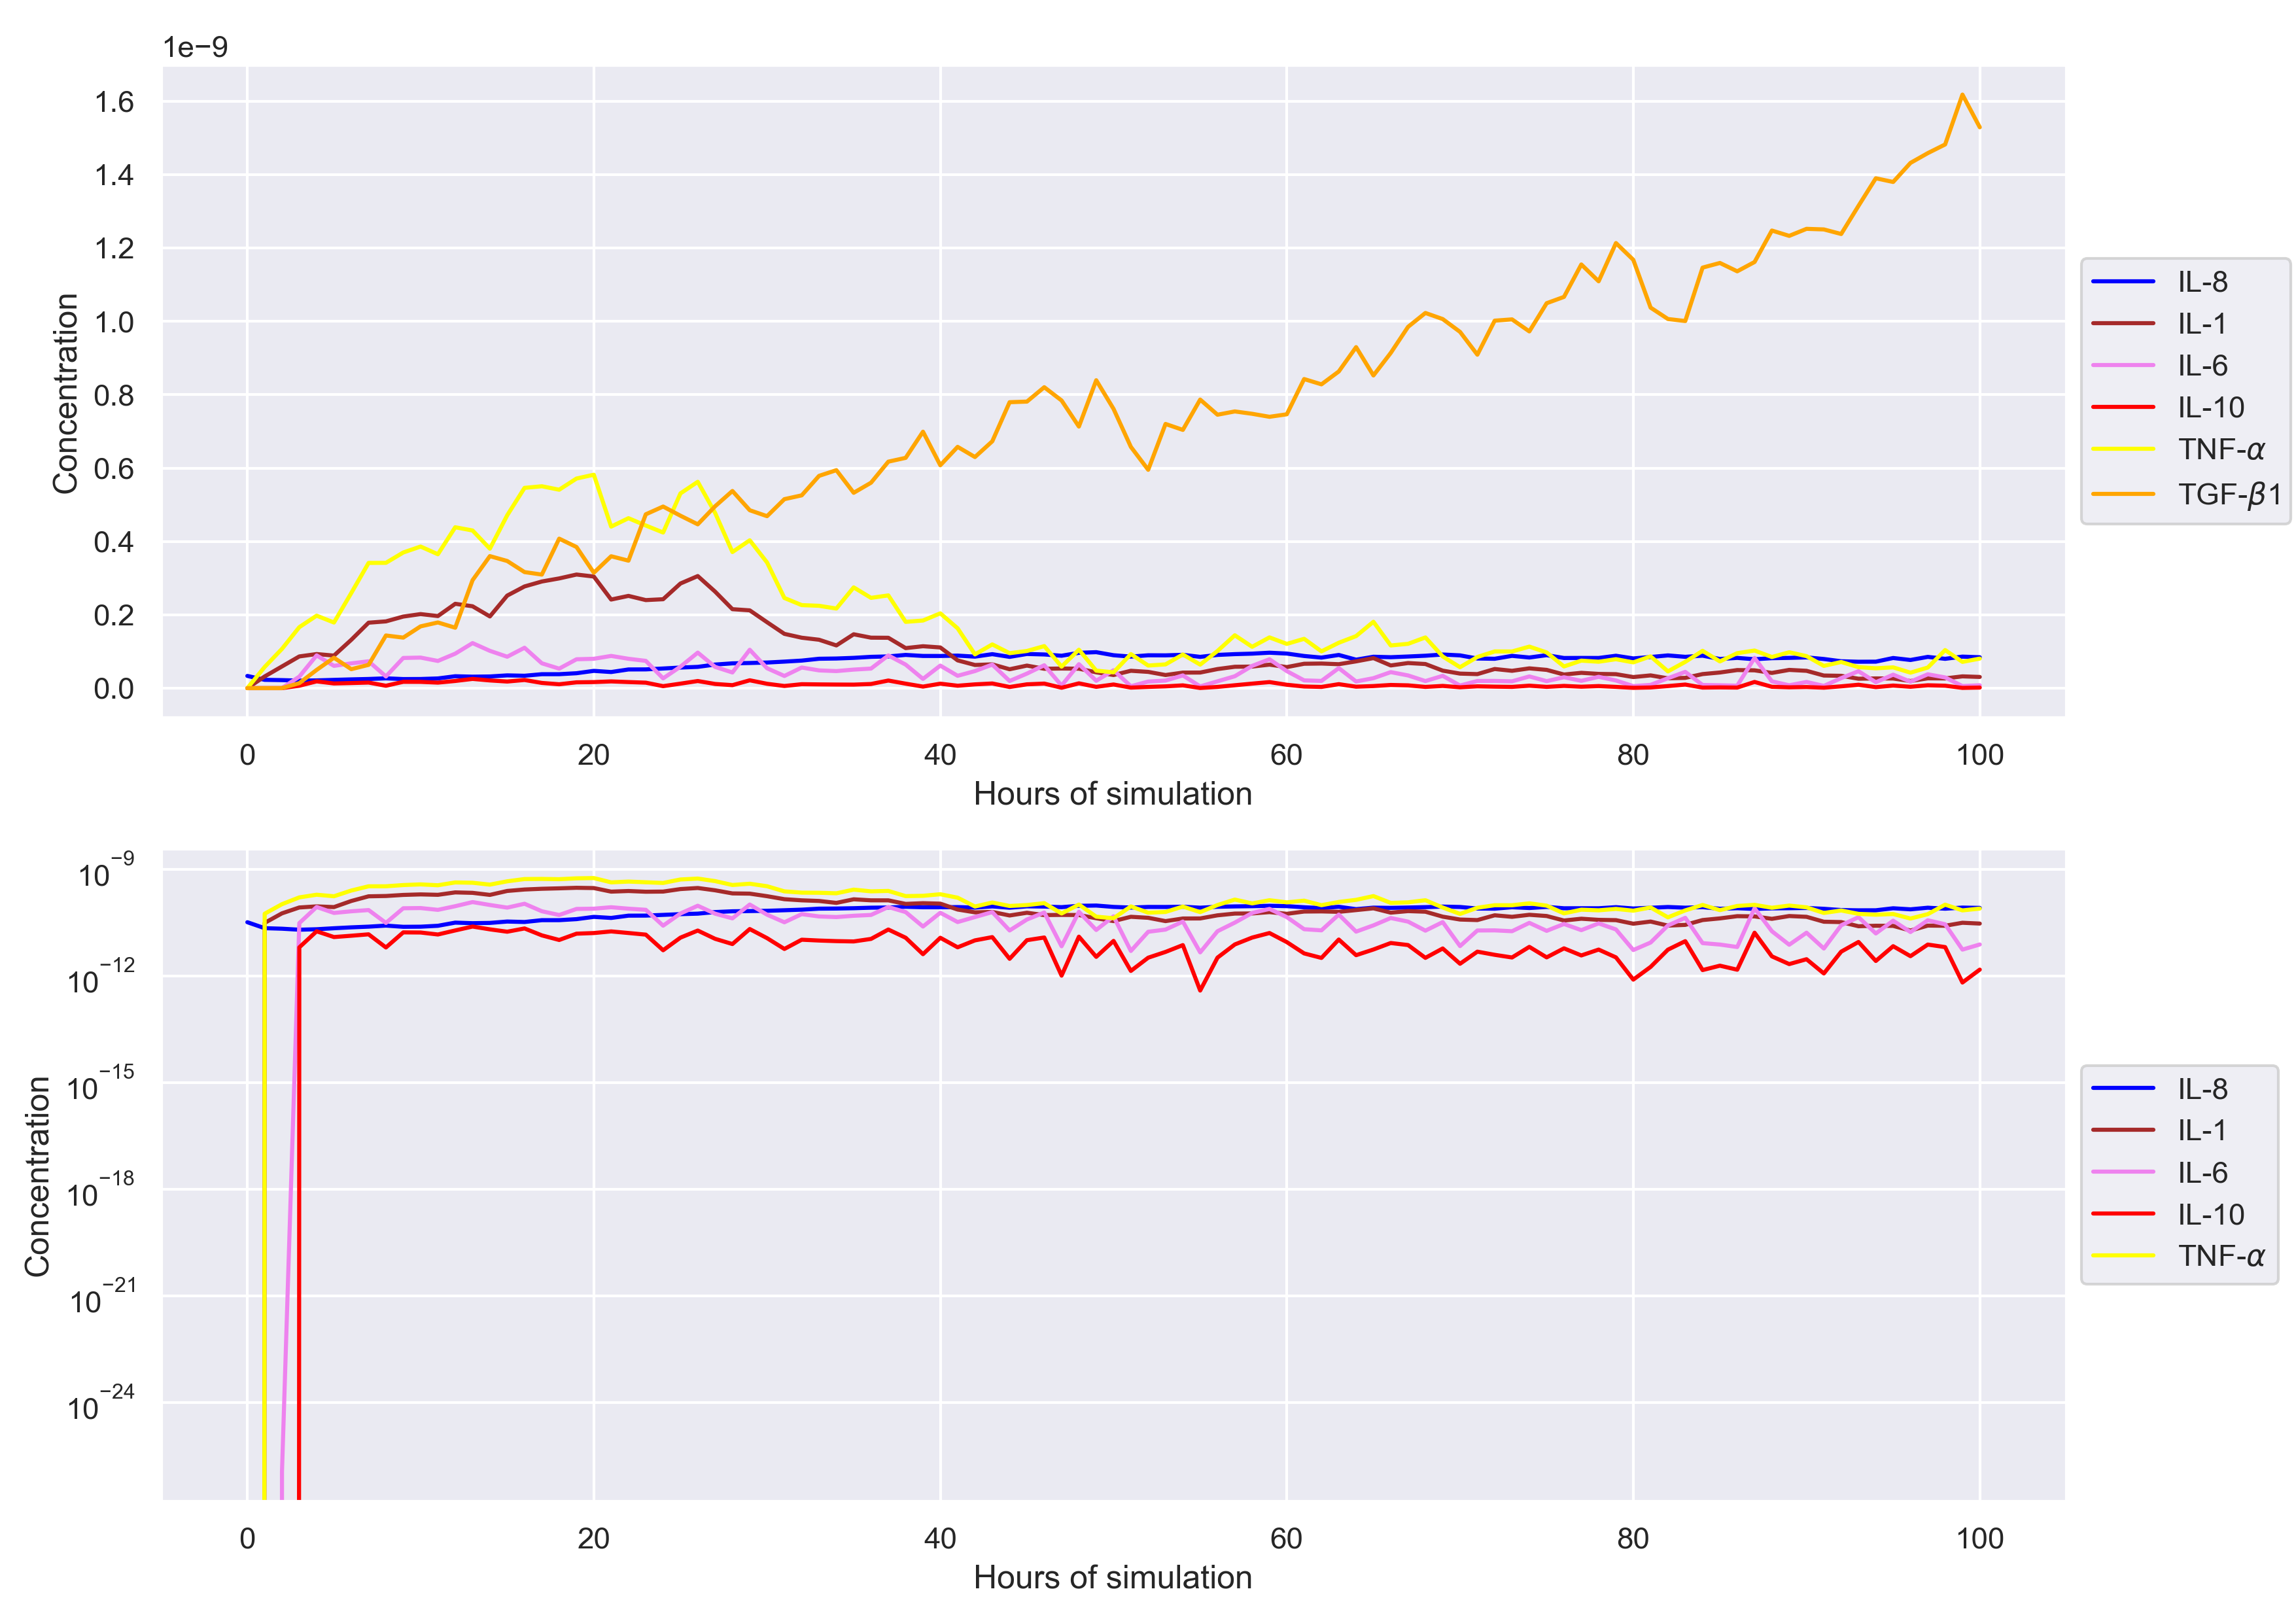 1e−9
1.6
1.4
1.2
1.0
0.8
0.6
0.4
0.2
0.0
Concentration
0 20 40 60 80 100
Hours of simulation
IL-8
IL-1
IL-6
IL-10
TNF-α
TGF-β1
10⁻⁹
10⁻¹²
10⁻¹⁵
10⁻¹⁸
10⁻²¹
10⁻²⁴
Concentration
0 20 40 60 80 100
Hours of simulation
IL-8
IL-1
IL-6
IL-10
TNF-α